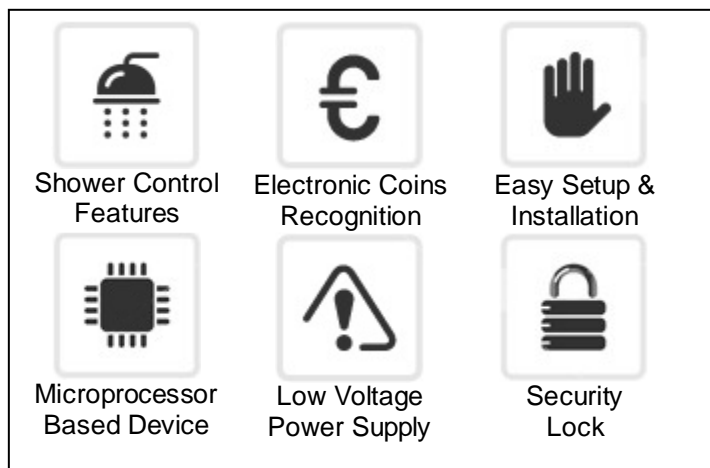 Shower Control
Features
Electronic Coins
Recognition
Easy Setup &
Installation
Microprocessor
Based Device
Low Voltage
Power Supply
Security
Lock